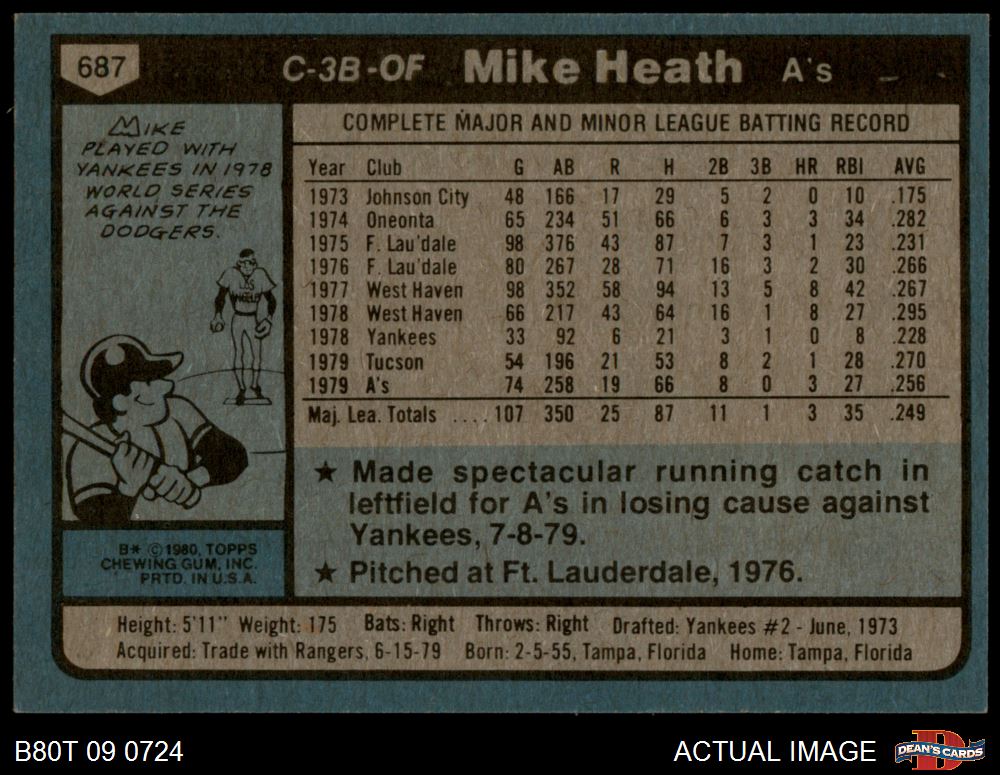 687 C-3B-OF Mike Heath A's
MIKE
PLAYED WITH
YANKEES IN 1978
WORLD SERIES
AGAINST THE
DODGERS.
LOS
ANGELES
B* © 1980, TOPPS
CHEWING GUM, INC.
PRTD. IN U.S.A.
COMPLETE MAJOR AND MINOR LEAGUE BATTING RECORD
Year Club G AB R H 2B 3B HR RBI AVG
1973 Johnson City 48 166 17 29 5 2 0 10 .175
1974 Oneonta 65 234 51 66 6 3 3 34 .282
1975 F. Lau'dale 98 376 43 87 7 3 1 23 .231
1976 F. Lau'dale 80 267 28 71 16 3 2 30 .266
1977 West Haven 98 352 58 94 13 5 8 42 .267
1978 West Haven 66 217 43 64 16 1 8 27 .295
1978 Yankees 33 92 6 21 3 1 0 8 .228
1979 Tucson 54 196 21 53 8 2 1 28 .270
1979 A's 74 258 19 66 8 0 3 27 .256
Maj. Lea. Totals .... 107 350 25 87 11 1 3 35 .249
★ Made spectacular running catch in
leftfield for A's in losing cause against
Yankees, 7-8-79.
★ Pitched at Ft. Lauderdale, 1976.
Height: 5'11" Weight: 175 Bats: Right Throws: Right Drafted: Yankees #2 - June, 1973
Acquired: Trade with Rangers, 6-15-79 Born: 2-5-55, Tampa, Florida Home: Tampa, Florida
B80T 09 0724
ACTUAL IMAGE
DEAN'S CARDS